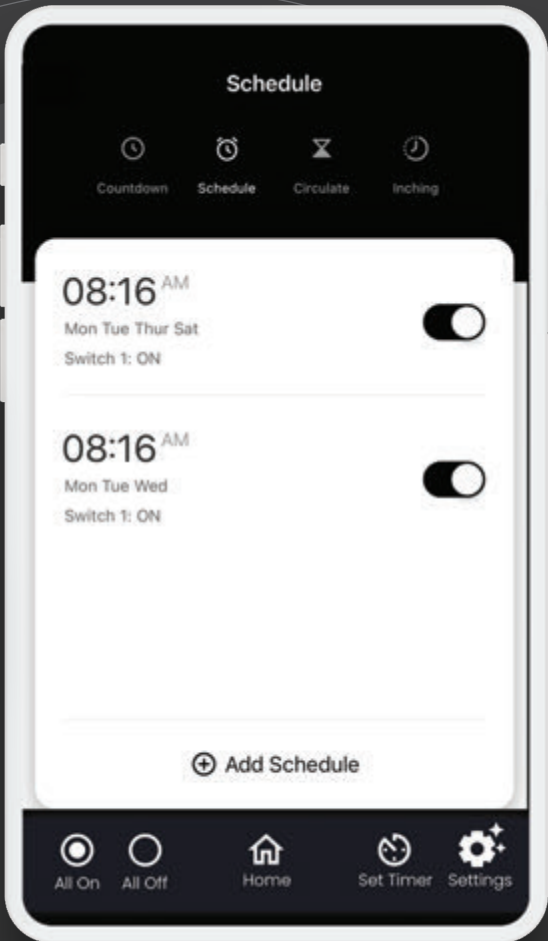 Schedule
Countdown Schedule Circulate Inching
08:16 AM
Mon Tue Thur Sat
Switch 1: ON
08:16 AM
Mon Tue Wed
Switch 1: ON
Add Schedule
All On All Off Home Set Timer Settings